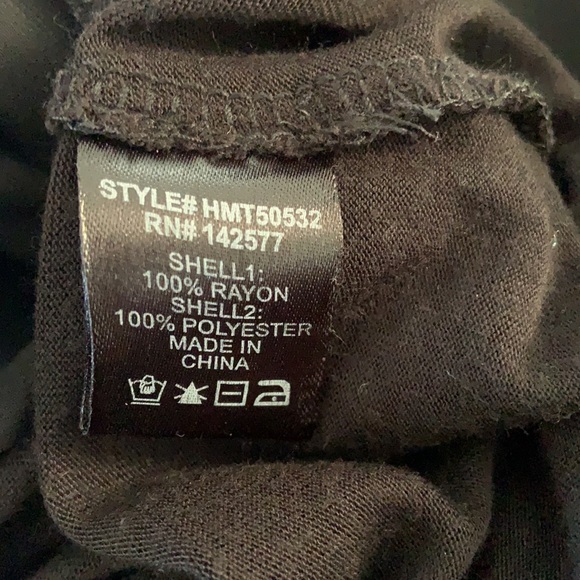 STYLE# HMT50532
RN# 142577
SHELL1:
100% RAYON
SHELL2:
100% POLYESTER
MADE IN
CHINA